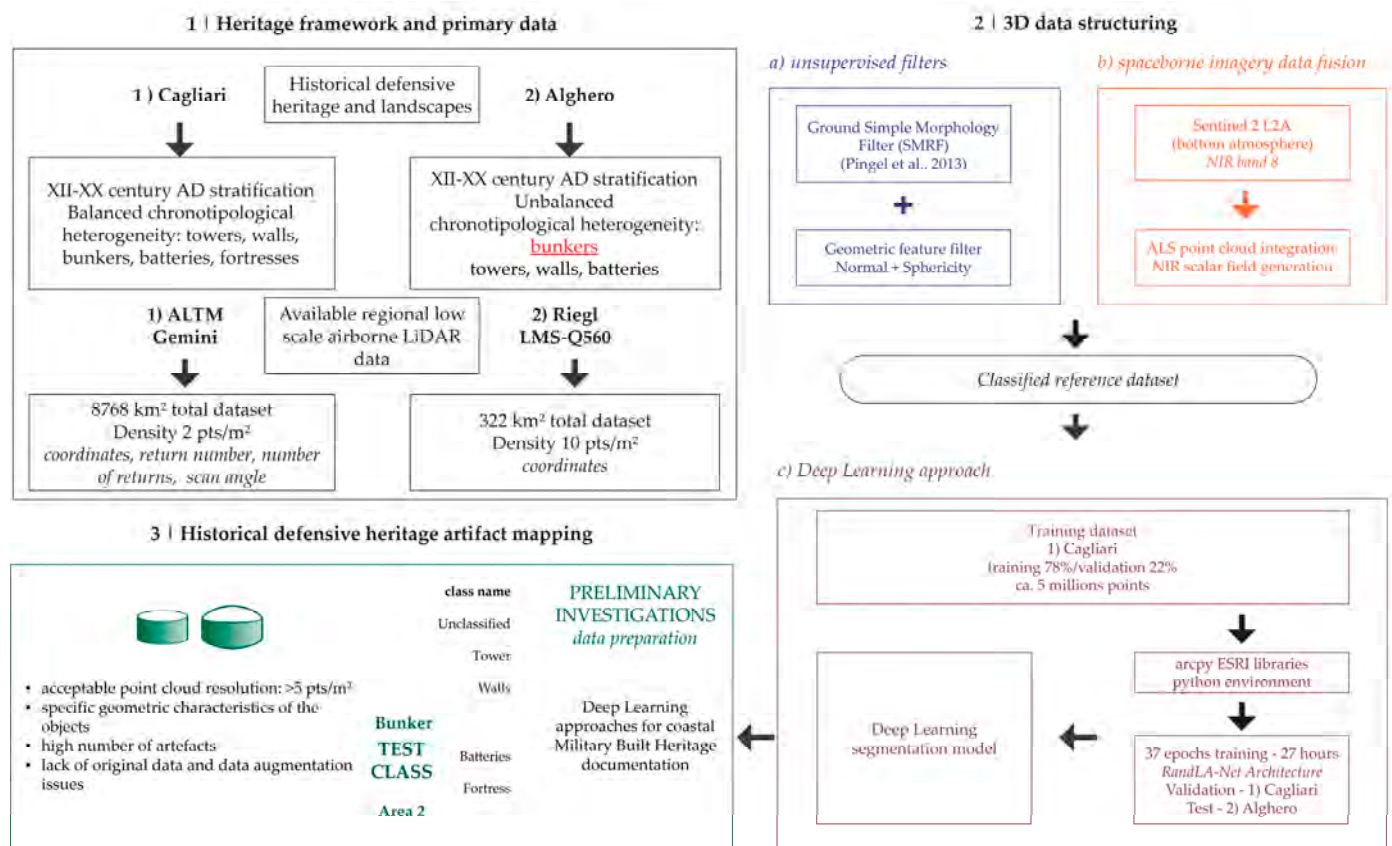 1 | Heritage framework and primary data
1 ) Cagliari
Historical defensive
heritage and landscapes
2) Alghero
XII-XX century AD stratification
Balanced chronotipological
heterogeneity: towers, walls,
bunkers, batteries, fortresses
XII-XX century AD stratification
Unbalanced
chronotipological heterogeneity:
bunkers
towers, walls, batteries
1) ALTM
Gemini
Available regional low
scale airborne LiDAR
data
2) Riegl
LMS-Q560
8768 km² total dataset
Density 2 pts/m²
coordinates, return number, number
of returns, scan angle
322 km² total dataset
Density 10 pts/m²
coordinates
2 | 3D data structuring
a) unsupervised filters
Ground Simple Morphology
Filter (SMRF)
(Pingel et al.. 2013)
+
Geometric feature filter
Normal + Sphericity
b) spaceborne imagery data fusion
Sentinel 2 L2A
(bottom atmosphere)
NIR band 8
ALS point cloud integration
NIR scalar field generation
Classified reference dataset
c) Deep Learning approach
Training dataset
1) Cagliari
training 78%/validation 22%
ca. 5 millions points
arcpy ESRI libraries
python environment
37 epochs training - 27 hours
RandLA-Net Architecture
Validation - 1) Cagliari
Test - 2) Alghero
Deep Learning
segmentation model
3 | Historical defensive heritage artifact mapping
• acceptable point cloud resolution: >5 pts/m²
• specific geometric characteristics of the
objects
• high number of artefacts
• lack of original data and data augmentation
issues
class name
Unclassified
Tower
Walls
Bunker
TEST
CLASS
Batteries
Fortress
Area 2
PRELIMINARY
INVESTIGATIONS
data preparation
Deep Learning
approaches for coastal
Military Built Heritage
documentation